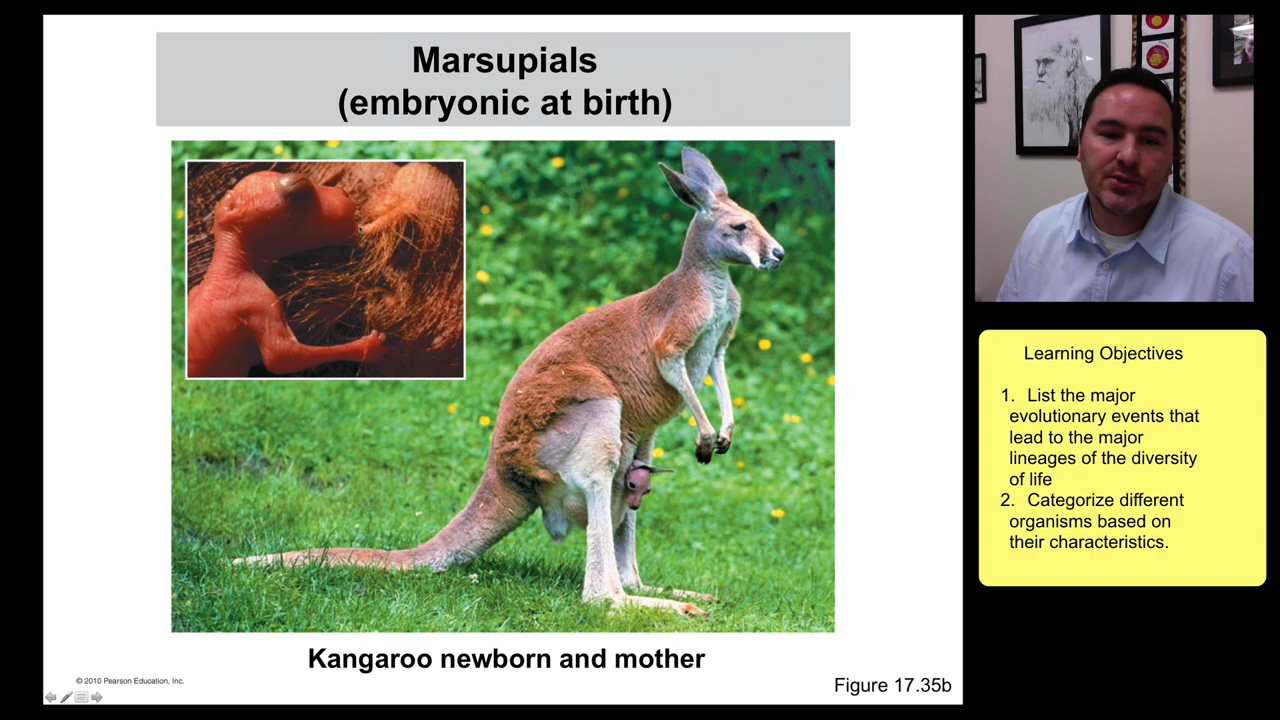 Marsupials
(embryonic at birth)
Kangaroo newborn and mother
© 2010 Pearson Education, Inc.
Figure 17.35b
Learning Objectives
1. List the major
evolutionary events that
lead to the major
lineages of the diversity
of life
2. Categorize different
organisms based on
their characteristics.